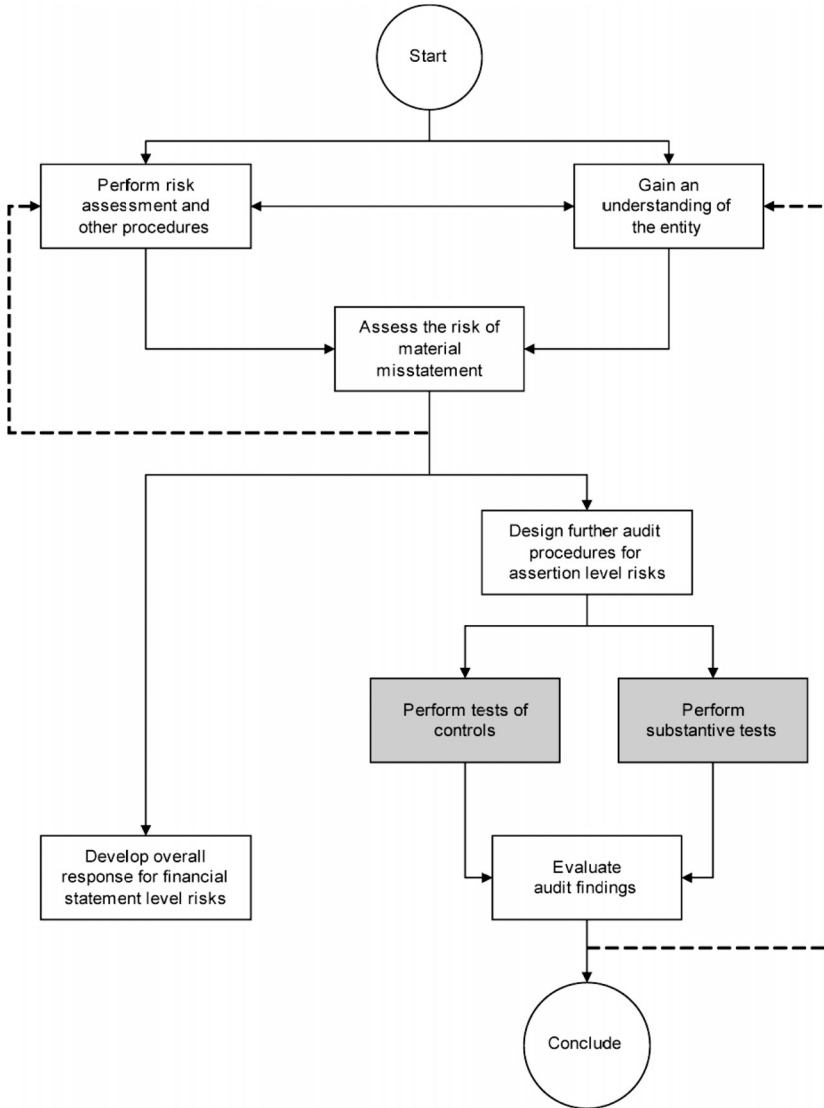 Start
Perform risk
assessment and
other procedures
Gain an
understanding of
the entity
Assess the risk of
material
misstatement
Design further audit
procedures for
assertion level risks
Perform tests of
controls
Perform
substantive tests
Develop overall
response for financial
statement level risks
Evaluate
audit findings
Conclude